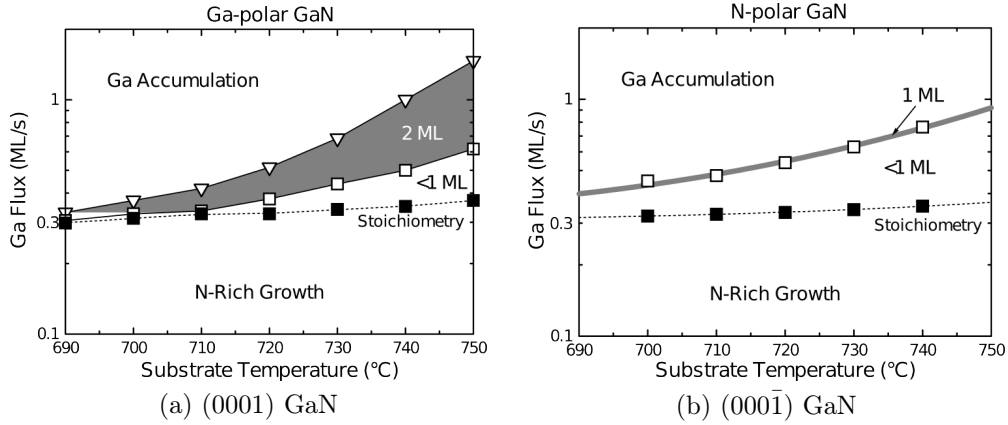 Ga-polar GaN
Ga Accumulation
2 ML
<1 ML
Stoichiometry
N-Rich Growth
1
0.3
0.1
Ga Flux (ML/s)
690 700 710 720 730 740 750
Substrate Temperature (°C)
(a) (0001) GaN
N-polar GaN
Ga Accumulation
1 ML
<1 ML
Stoichiometry
N-Rich Growth
1
0.3
0.1
Ga Flux (ML/s)
690 700 710 720 730 740 750
Substrate Temperature (°C)
(b) (0001̄) GaN